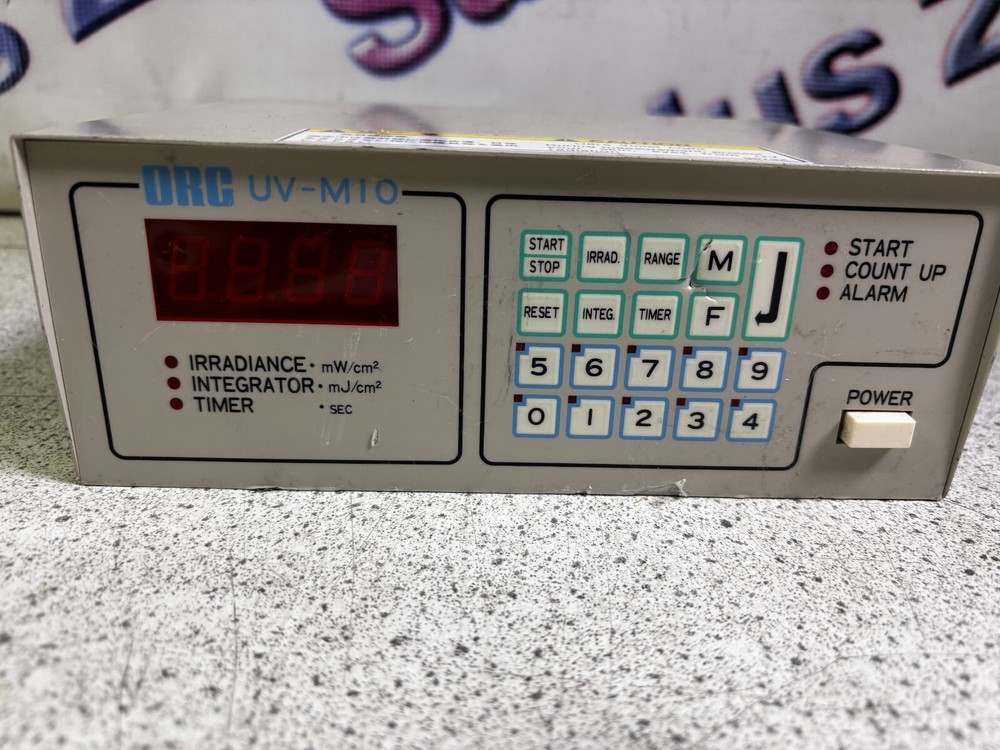 ORC UV-M10
IRRADIANCE · mW/cm²
INTEGRATOR · mJ/cm²
TIMER · SEC
START
STOP
IRRAD.
RANGE
M
RESET
INTEG.
TIMER
F
5 6 7 8 9
0 1 2 3 4
START
COUNT UP
ALARM
POWER